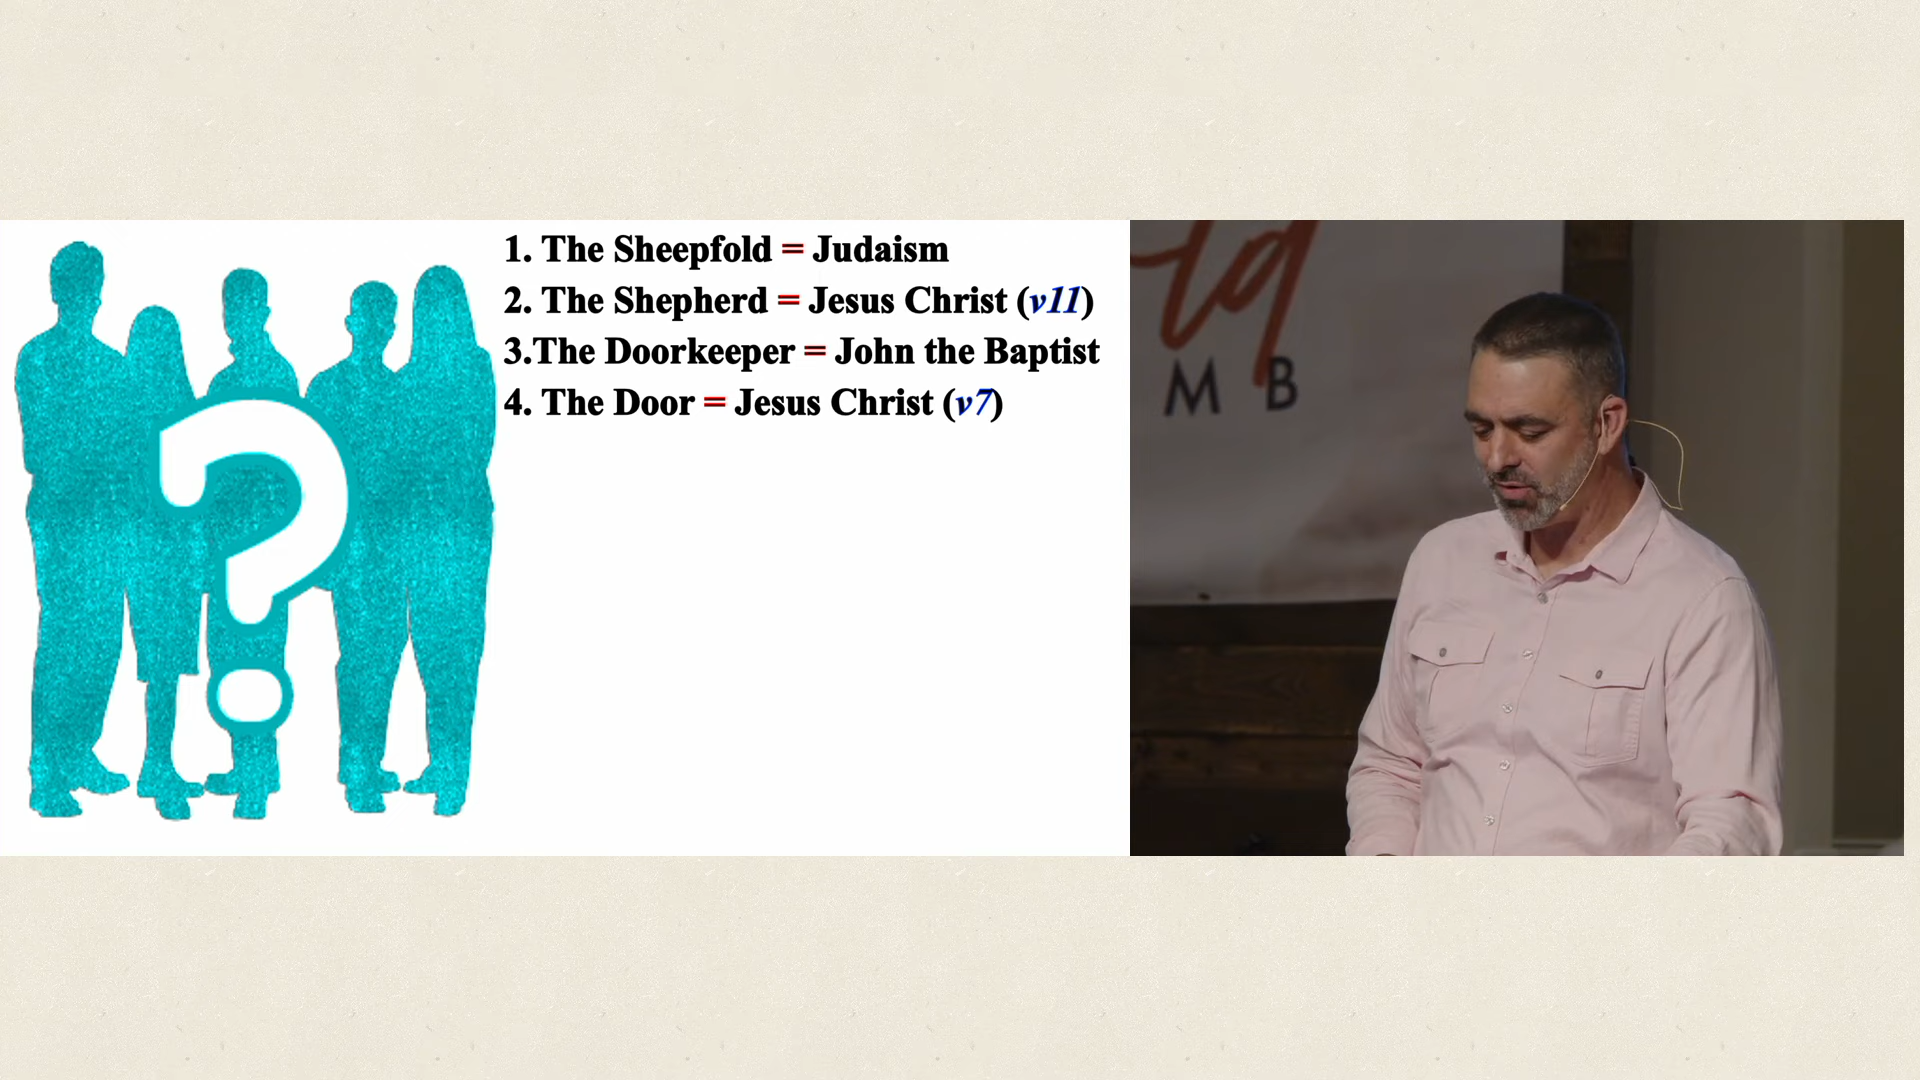 1. The Sheepfold = Judaism
2. The Shepherd = Jesus Christ (v11)
3.The Doorkeeper = John the Baptist
4. The Door = Jesus Christ (v7)
?
M B